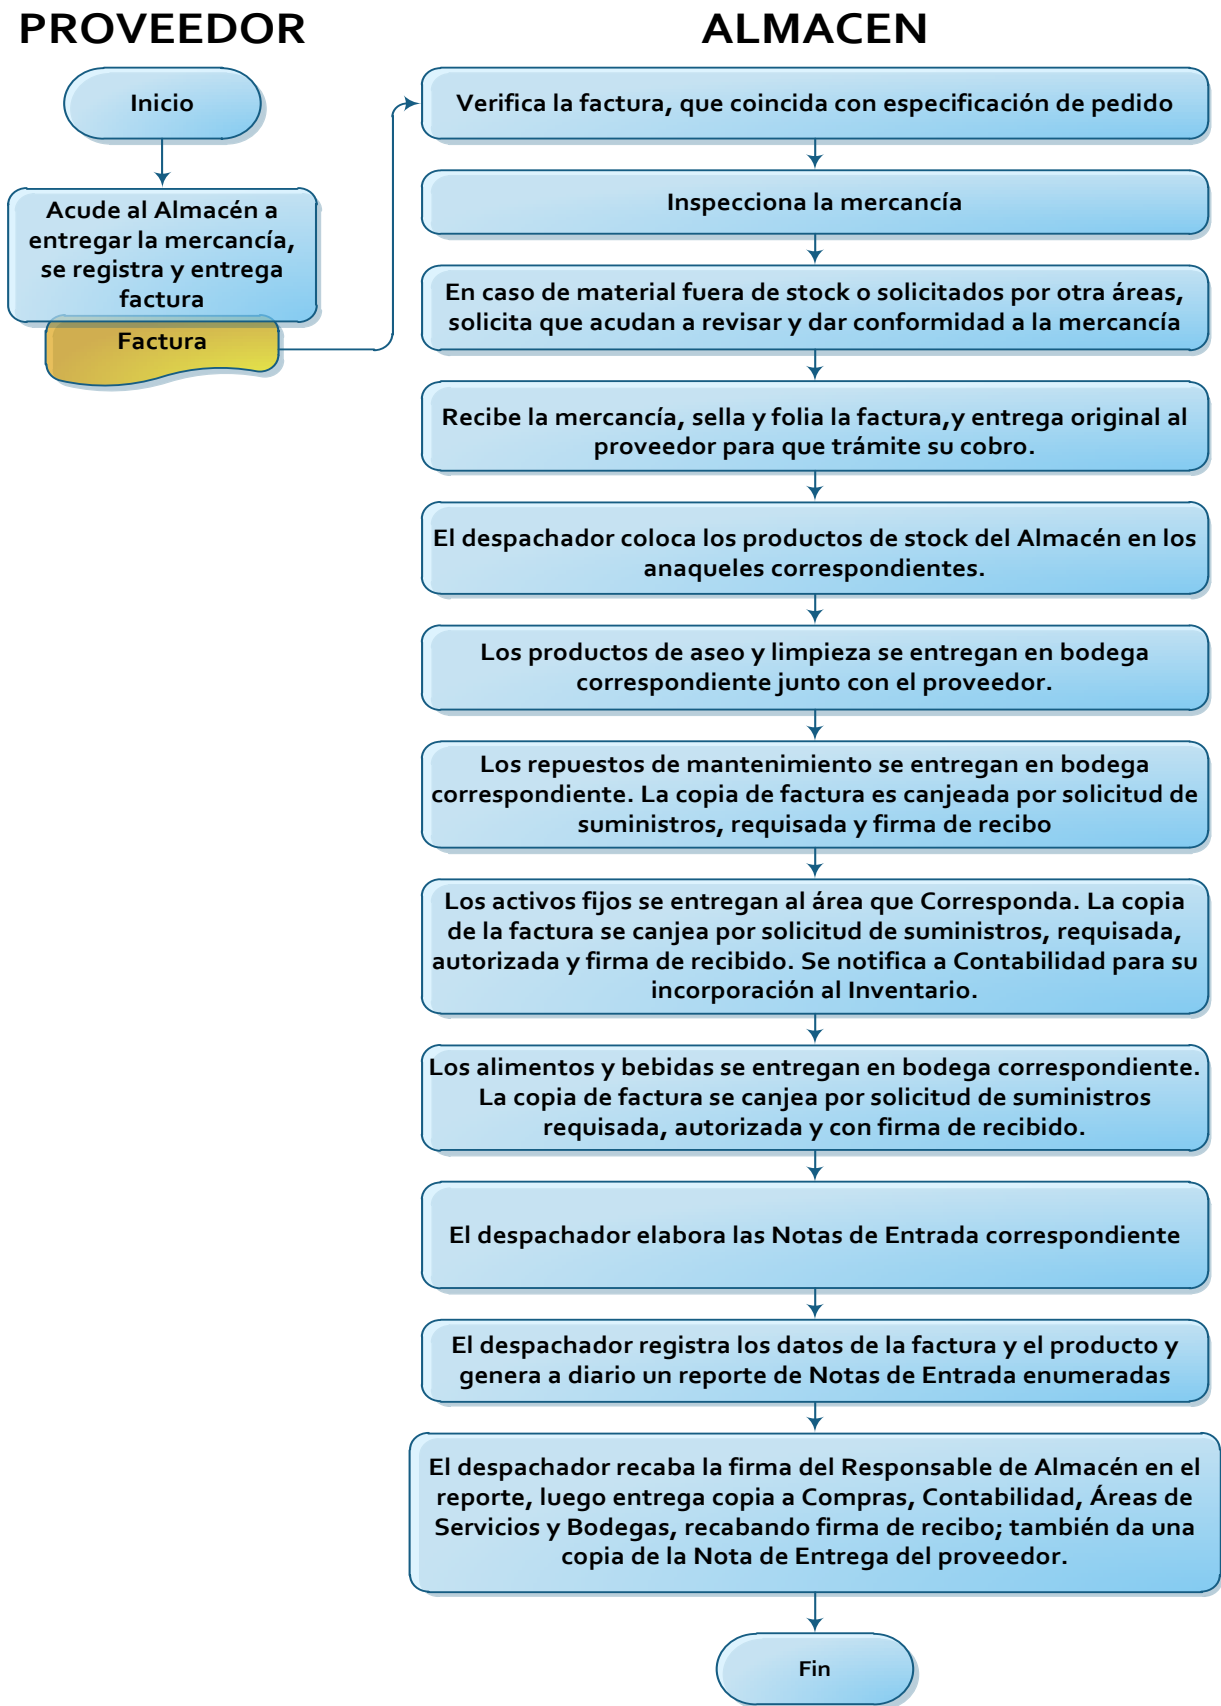 PROVEEDOR
ALMACEN
Inicio
Acude al Almacén a
entregar la mercancía,
se registra y entrega
factura
Factura
Verifica la factura, que coincida con especificación de pedido
Inspecciona la mercancía
En caso de material fuera de stock o solicitados por otra áreas,
solicita que acudan a revisar y dar conformidad a la mercancía
Recibe la mercancía, sella y folia la factura,y entrega original al
proveedor para que trámite su cobro.
El despachador coloca los productos de stock del Almacén en los
anaqueles correspondientes.
Los productos de aseo y limpieza se entregan en bodega
correspondiente junto con el proveedor.
Los repuestos de mantenimiento se entregan en bodega
correspondiente. La copia de factura es canjeada por solicitud de
suministros, requisada y firma de recibo
Los activos fijos se entregan al área que Corresponda. La copia
de la factura se canjea por solicitud de suministros, requisada,
autorizada y firma de recibido. Se notifica a Contabilidad para su
incorporación al Inventario.
Los alimentos y bebidas se entregan en bodega correspondiente.
La copia de factura se canjea por solicitud de suministros
requisada, autorizada y con firma de recibido.
El despachador elabora las Notas de Entrada correspondiente
El despachador registra los datos de la factura y el producto y
genera a diario un reporte de Notas de Entrada enumeradas
El despachador recaba la firma del Responsable de Almacén en el
reporte, luego entrega copia a Compras, Contabilidad, Áreas de
Servicios y Bodegas, recabando firma de recibo; también da una
copia de la Nota de Entrega del proveedor.
Fin